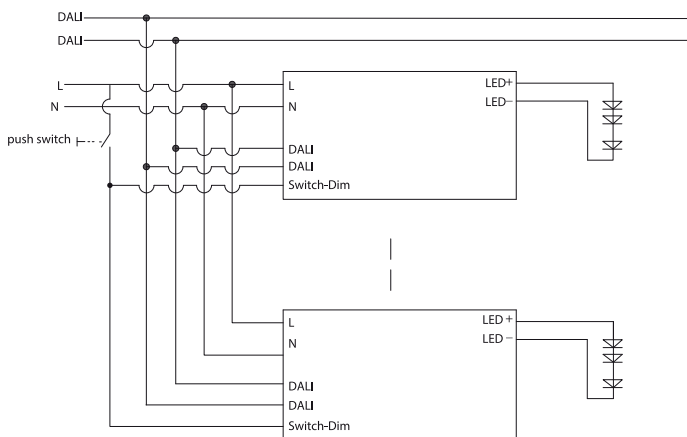 DALI
DALI
L
N
push switch
L
N
DALI
DALI
Switch-Dim
LED+
LED−
L
N
DALI
DALI
Switch-Dim
LED +
LED −